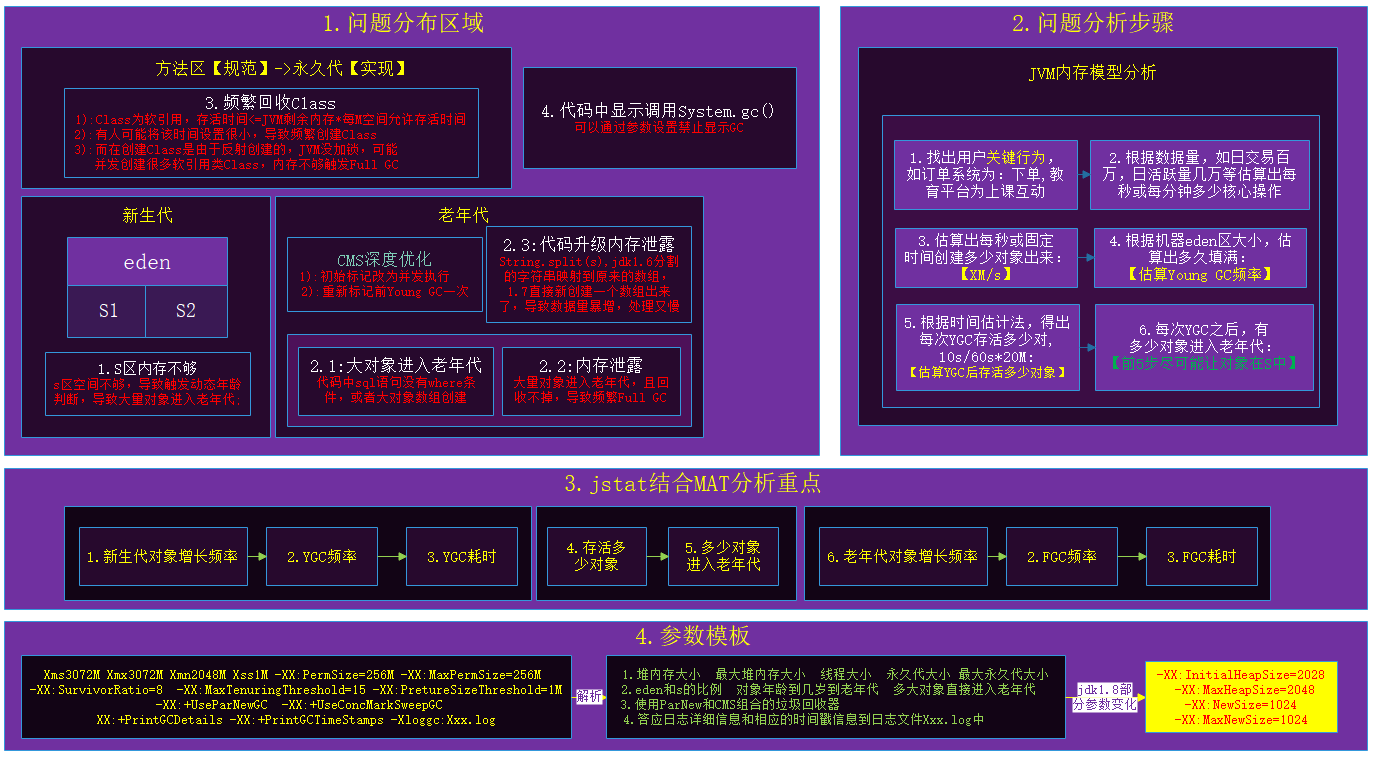 1.问题分布区域
方法区【规范】->永久代【实现】
3.频繁回收Class
1):Class为软引用，存活时间<=JVM剩余内存*每M空间允许存活时间
2):有人可能将该时间设置很小，导致频繁创建Class
3):而在创建Class是由于反射创建的，JVM没加锁，可能
并发创建很多软引用类Class，内存不够触发Full GC
4.代码中显示调用System.gc()
可以通过参数设置禁止显示GC
新生代
eden
S1
S2
1.S区内存不够
s区空间不够，导致触发动态年龄
判断，导致大量对象进入老年代;
老年代
CMS深度优化
1):初始标记改为并发执行
2):重新标记前Young GC一次
2.3:代码升级内存泄露
String.split(s),jdk1.6分割
的字符串映射到原来的数组，
1.7直接新创建一个数组出来
了，导致数据量累增，处理又慢
2.1:大对象进入老年代
代码中sql语句没有where条
件，或者大对象数组创建
2.2:内存泄露
大量对象进入老年代，且回
收不掉，导致频繁Full GC
2.问题分析步骤
JVM内存模型分析
1.找出用户关键行为，
如订单系统为：下单,教
育平台为上课互动
2.根据数据量，如日交易百
万，日活跃量几万等估算出每
秒或每分钟多少核心操作
3.估算出每秒或固定
时间创建多少对象出来：
【XM/s】
4.根据机器eden区大小，估
算出多久填满：
【估算Young GC频率】
5.根据时间估计法，得出
每次YGC存活多少对，
10s/60s*20M：
【估算YGC后存活多少对象】
6.每次YGC之后，有
多少对象进入老年代：
【前5步尽可能让对象在S中】
3.jstat结合MAT分析重点
1.新生代对象增长频率
2.YGC频率
3.YGC耗时
4.存活多
少对象
5.多少对象
进入老年代
6.老年代对象增长频率
2.FGC频率
3.FGC耗时
4.参数模板
Xms3072M Xmx3072M Xmn2048M Xss1M -XX:PermSize=256M -XX:MaxPermSize=256M
-XX:SurvivorRatio=8 -XX:MaxTenuringThreshold=15 -XX:PretureSizeThreshold=1M
-XX:+UseParNewGC -XX:+UseConcMarkSweepGC
XX:+PrintGCDetails -XX:+PrintGCTimeStamps -Xloggc:Xxx.log
解析
1.堆内存大小 最大堆内存大小 线程大小 永久代大小 最大永久代大小
2.eden和s的比例 对象年龄到几岁到老年代 多大对象直接进入老年代
3.使用ParNew和CMS组合的垃圾回收器
4.答应日志详细信息和相应的时间戳信息到日志文件Xxx.log中
jdk1.8部
分参数变化
-XX:InitialHeapSize=2028
-XX:MaxHeapSize=2048
-XX:NewSize=1024
-XX:MaxNewSize=1024